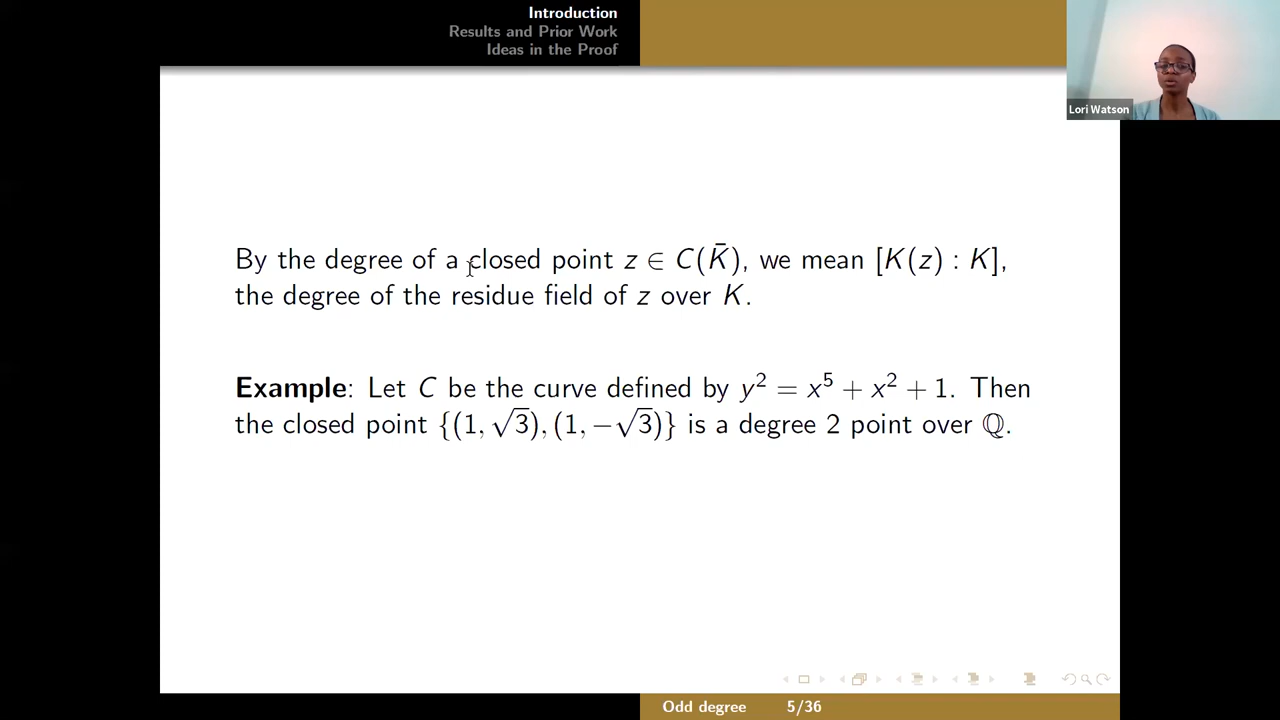 Introduction
Results and Prior Work
Ideas in the Proof
Lori Watson
By the degree of a closed point z ∈ C(K̄), we mean [K(z) : K],
the degree of the residue field of z over K.
Example: Let C be the curve defined by y² = x⁵ + x² + 1. Then
the closed point {(1, √3), (1, −√3)} is a degree 2 point over ℚ.
Odd degree 5/36